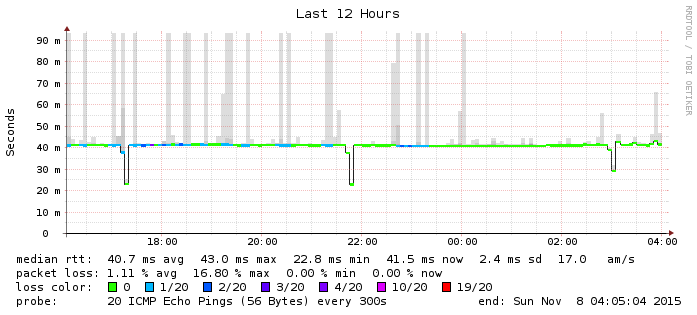 Last 12 Hours
RRDTOOL / TOBI OETIKER
Seconds
90 m
80 m
70 m
60 m
50 m
40 m
30 m
20 m
10 m
0
18:00 20:00 22:00 00:00 02:00 04:00
median rtt: 40.7 ms avg 43.0 ms max 22.8 ms min 41.5 ms now 2.4 ms sd 17.0 am/s
packet loss: 1.11 % avg 16.80 % max 0.00 % min 0.00 % now
loss color: 0 1/20 2/20 3/20 4/20 10/20 19/20
probe: 20 ICMP Echo Pings (56 Bytes) every 300s end: Sun Nov 8 04:05:04 2015